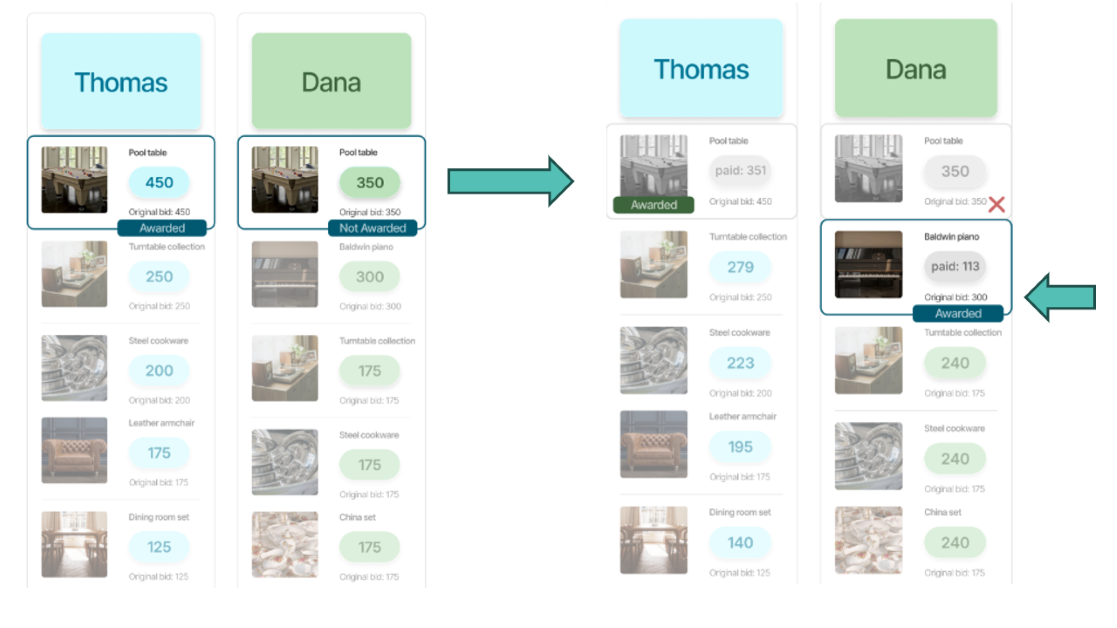 Thomas
Pool table
450
Original bid: 450
Awarded
Turntable collection
250
Original bid: 250
Steel cookware
200
Original bid: 200
Leather armchair
175
Original bid: 175
Dining room set
125
Original bid: 125
Dana
Pool table
350
Original bid: 350
Not Awarded
Baldwin piano
300
Original bid: 300
Turntable collection
175
Original bid: 175
Steel cookware
175
Original bid: 175
China set
175
Original bid: 175
Thomas
Pool table
paid: 351
Awarded
Original bid: 450
Turntable collection
279
Original bid: 250
Steel cookware
223
Original bid: 200
Leather armchair
195
Original bid: 175
Dining room set
140
Original bid: 125
Dana
Pool table
350
Original bid: 350
Baldwin piano
paid: 113
Original bid: 300
Awarded
Turntable collection
240
Original bid: 175
Steel cookware
240
Original bid: 175
China set
240
Original bid: 175